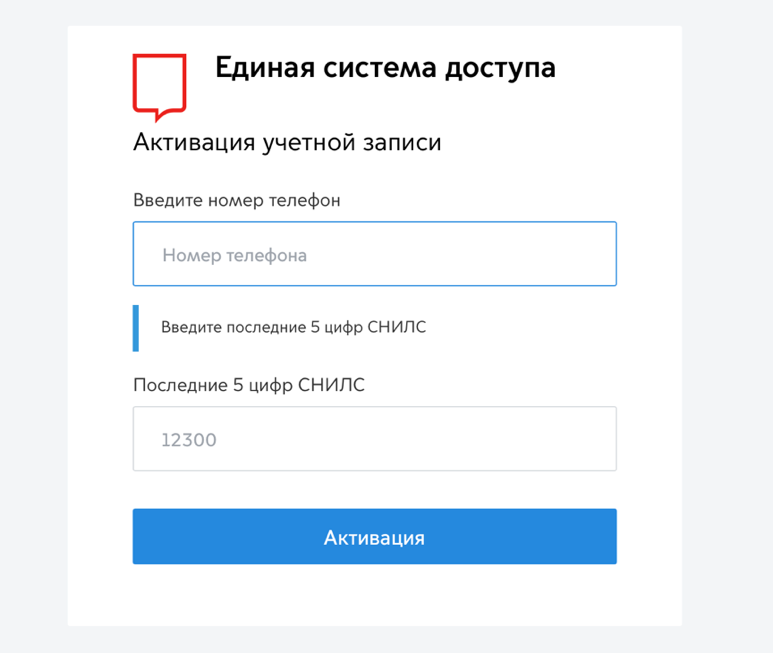 Единая система доступа
Активация учетной записи
Введите номер телефон
Номер телефона
Введите последние 5 цифр СНИЛС
Последние 5 цифр СНИЛС
12300
Активация